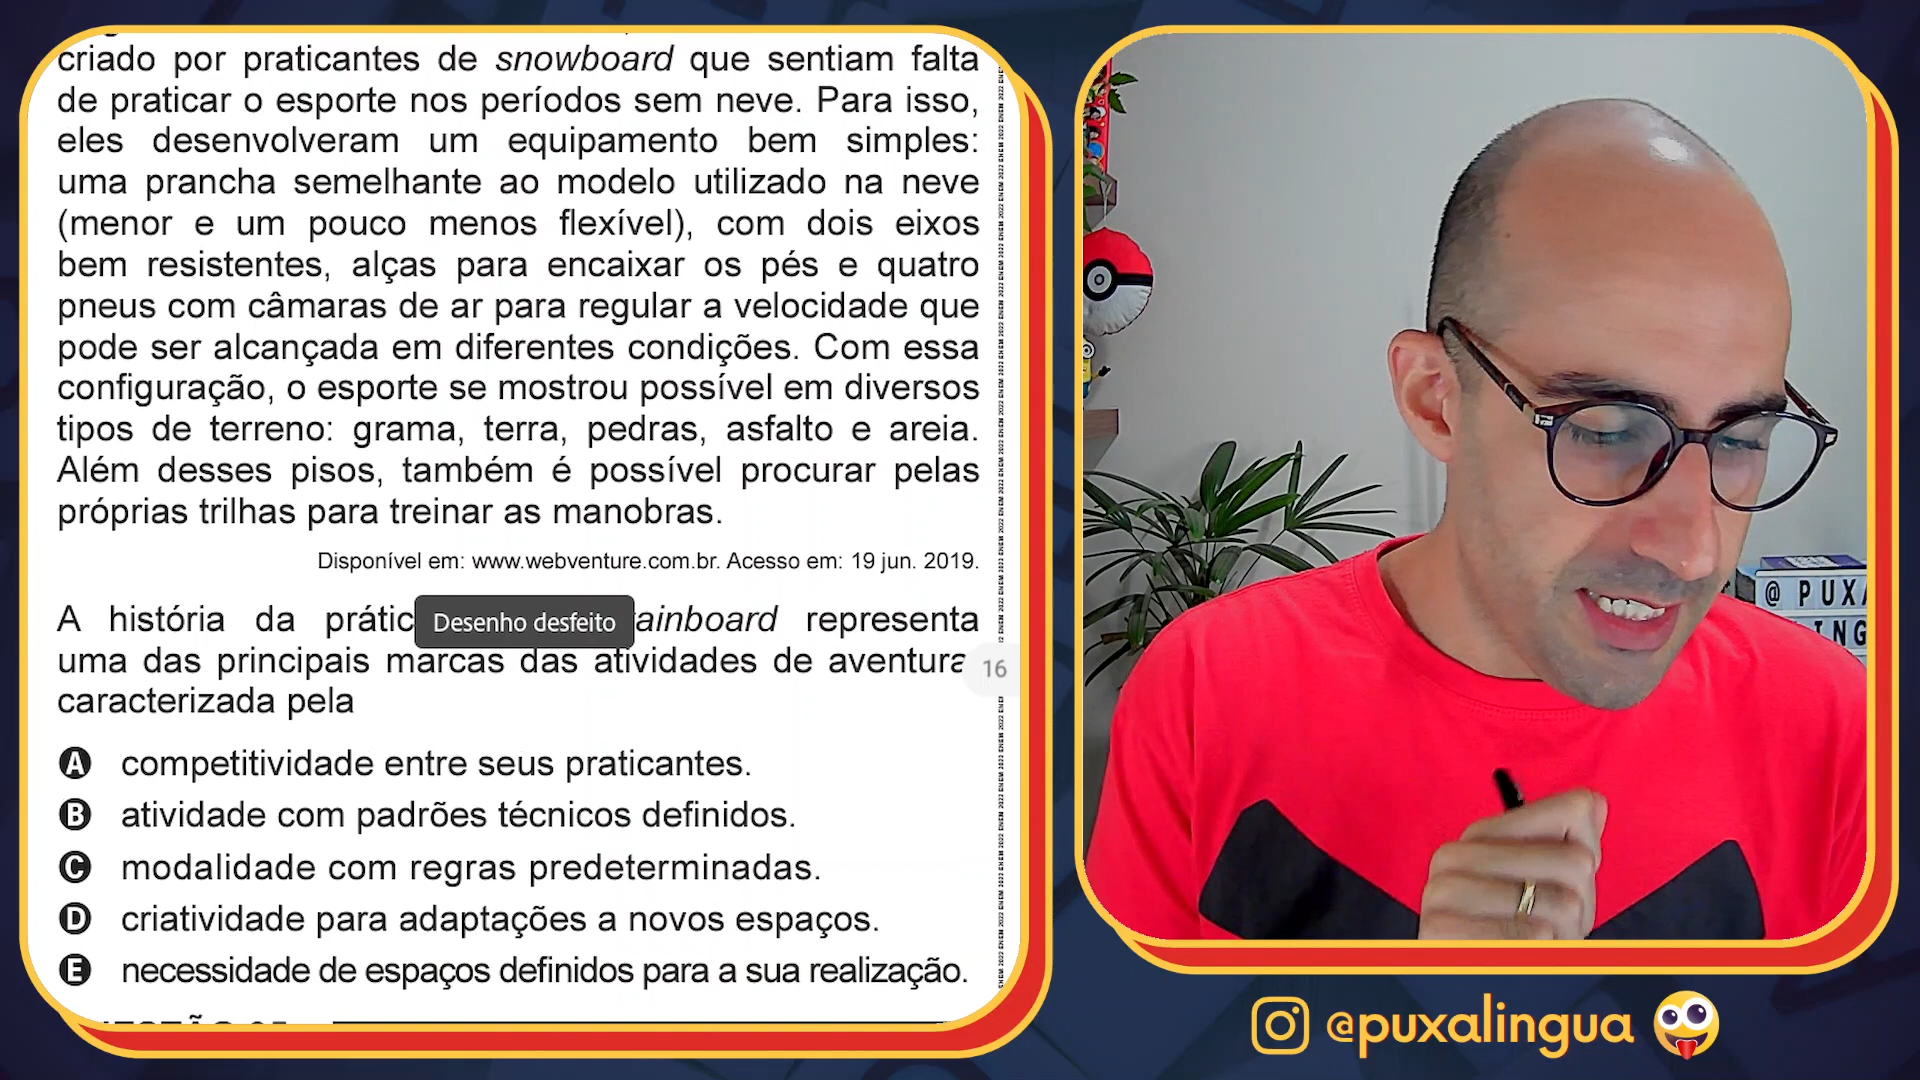 criado por praticantes de snowboard que sentiam falta
de praticar o esporte nos períodos sem neve. Para isso,
eles desenvolveram um equipamento bem simples:
uma prancha semelhante ao modelo utilizado na neve
(menor e um pouco menos flexível), com dois eixos
bem resistentes, alças para encaixar os pés e quatro
pneus com câmaras de ar para regular a velocidade que
pode ser alcançada em diferentes condições. Com essa
configuração, o esporte se mostrou possível em diversos
tipos de terreno: grama, terra, pedras, asfalto e areia.
Além desses pisos, também é possível procurar pelas
próprias trilhas para treinar as manobras.
Disponível em: www.webventure.com.br. Acesso em: 19 jun. 2019.
A história da prátic Desenho desfeito ainboard representa
uma das principais marcas das atividades de aventura
16
caracterizada pela
A competitividade entre seus praticantes.
B atividade com padrões técnicos definidos.
C modalidade com regras predeterminadas.
D criatividade para adaptações a novos espaços.
E necessidade de espaços definidos para a sua realização.
@ PUXA
ING
@puxalingua